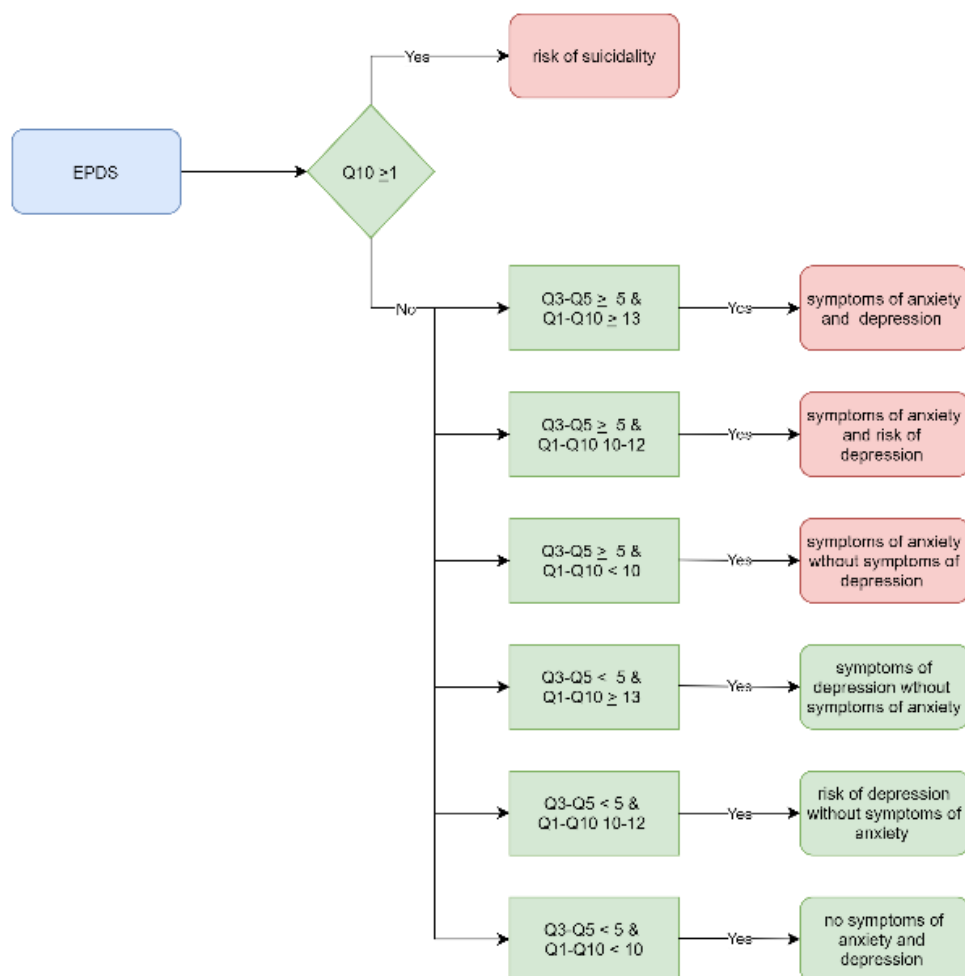 Yes
risk of suicidality
EPDS
Q10 ≥1
No
Q3-Q5 ≥ 5 &
Q1-Q10 ≥ 13
Yes
symptoms of anxiety
and depression
Q3-Q5 ≥ 5 &
Q1-Q10 10-12
Yes
symptoms of anxiety
and risk of
depression
Q3-Q5 ≥ 5 &
Q1-Q10 < 10
Yes
symptoms of anxiety
wthout symptoms of
depression
Q3-Q5 < 5 &
Q1-Q10 ≥ 13
Yes
symptoms of
depression wthout
symptoms of anxiety
Q3-Q5 < 5 &
Q1-Q10 10-12
Yes
risk of depression
without symptoms of
anxiety
Q3-Q5 < 5 &
Q1-Q10 < 10
Yes
no symptoms of
anxiety and
depression